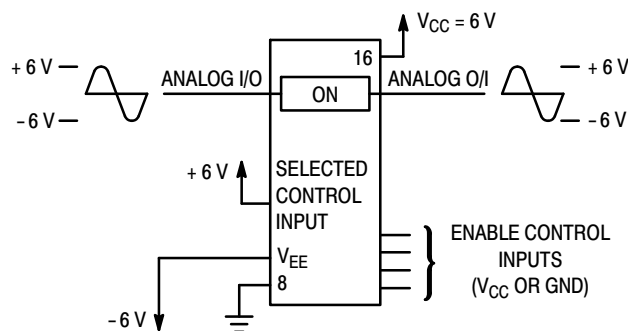 V_CC = 6 V
16
+ 6 V
ANALOG I/O
ON
ANALOG O/I
+ 6 V
– 6 V
– 6 V
+ 6 V
SELECTED
CONTROL
INPUT
ENABLE CONTROL
INPUTS
(V_CC OR GND)
V_EE
8
– 6 V